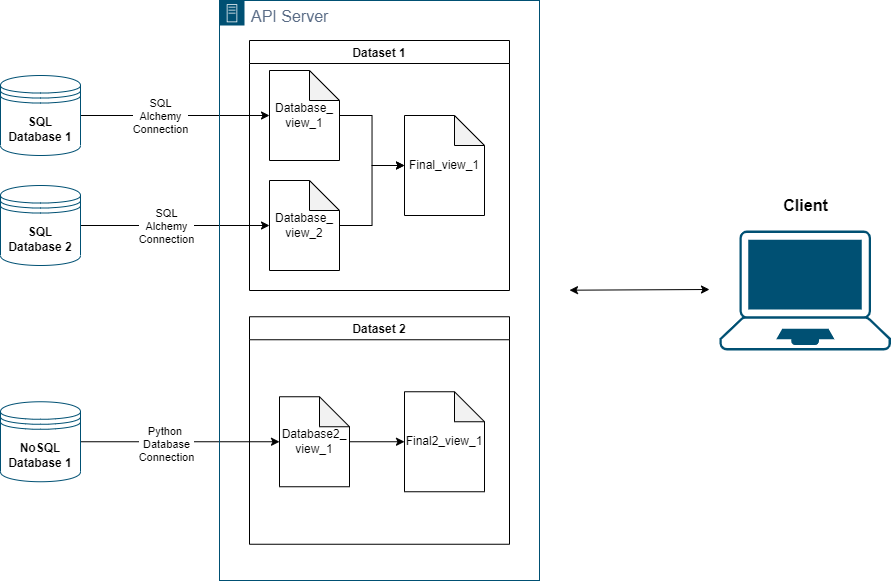 API Server
Dataset 1
SQL
Database 1
SQL
Alchemy
Connection
Database_
view_1
Final_view_1
SQL
Database 2
SQL
Alchemy
Connection
Database_
view_2
Client
Dataset 2
NoSQL
Database 1
Python
Database
Connection
Database2_
view_1
Final2_view_1